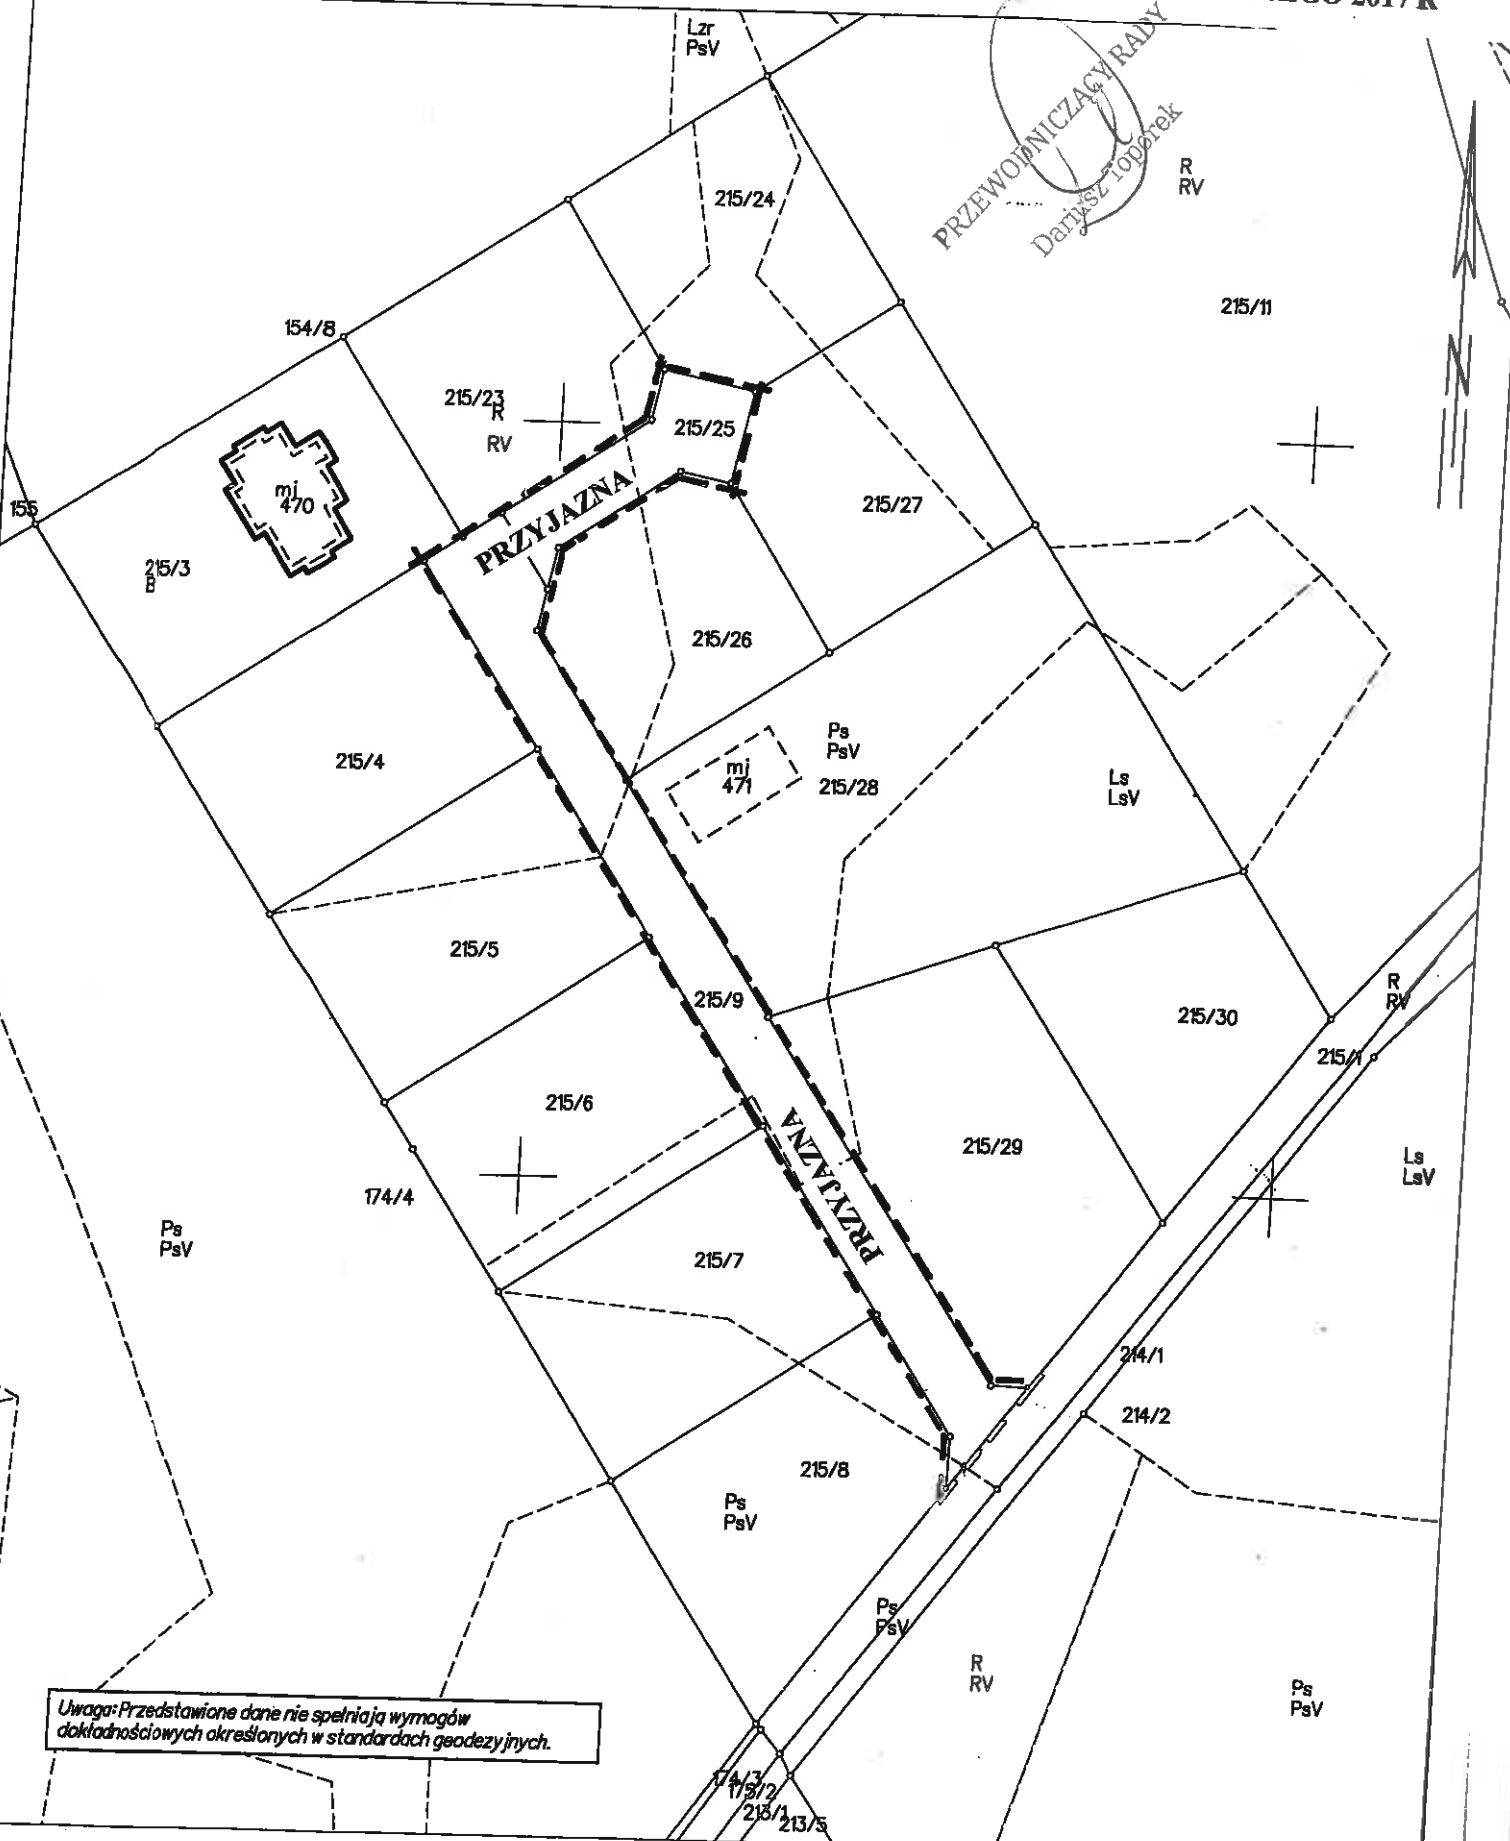 2017 R
Lzr
PsV
PRZEWODNICZĄCY RADY
Dariusz Toporek
R
RV
215/24
215/11
154/8
215/23
R
RV
215/25
155
mj
470
PRZYJAZNA
215/27
215/3
B
215/26
215/4
Ps
PsV
mj
471
215/28
Ls
LsV
215/5
215/9
R
RV
215/30
215/1
215/6
PRZYJAZNA
215/29
Ls
LsV
174/4
Ps
PsV
215/7
214/1
214/2
215/8
Ps
PsV
Ps
PsV
R
RV
Ps
PsV
Uwaga: Przedstawione dane nie spełniają wymogów
dokładnościowych określonych w standardach geodezyjnych.
174/3
175/2
213/1
213/5
N